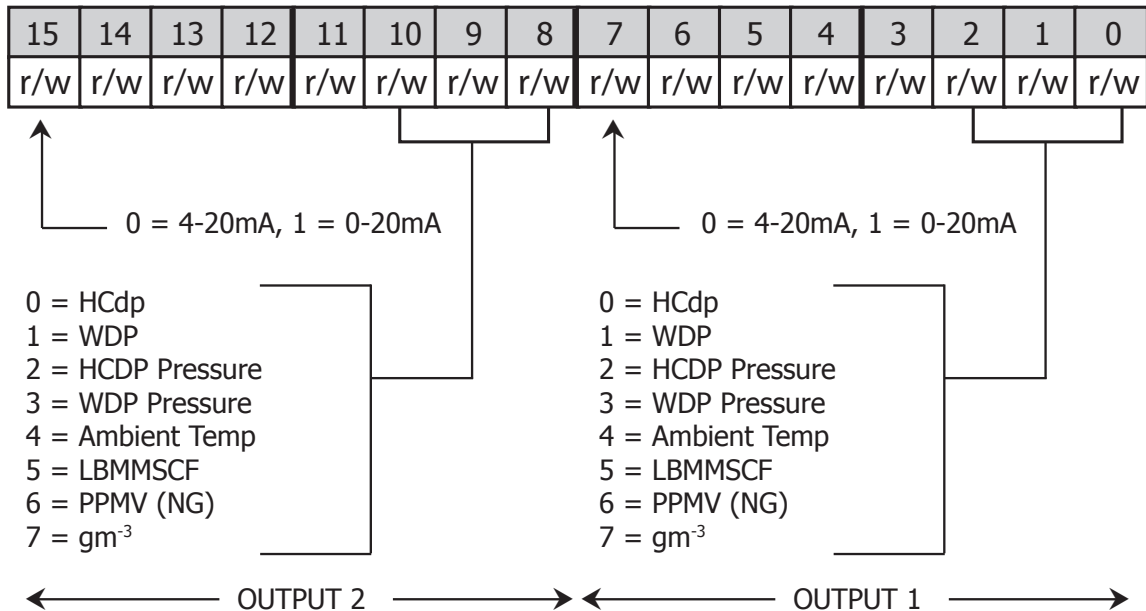 15 14 13 12 11 10 9 8 7 6 5 4 3 2 1 0
r/w r/w r/w r/w r/w r/w r/w r/w r/w r/w r/w r/w r/w r/w r/w r/w
0 = 4-20mA, 1 = 0-20mA
0 = 4-20mA, 1 = 0-20mA
0 = HCdp
1 = WDP
2 = HCDP Pressure
3 = WDP Pressure
4 = Ambient Temp
5 = LBMMSCF
6 = PPMV (NG)
7 = gm⁻³
0 = HCdp
1 = WDP
2 = HCDP Pressure
3 = WDP Pressure
4 = Ambient Temp
5 = LBMMSCF
6 = PPMV (NG)
7 = gm⁻³
OUTPUT 2
OUTPUT 1